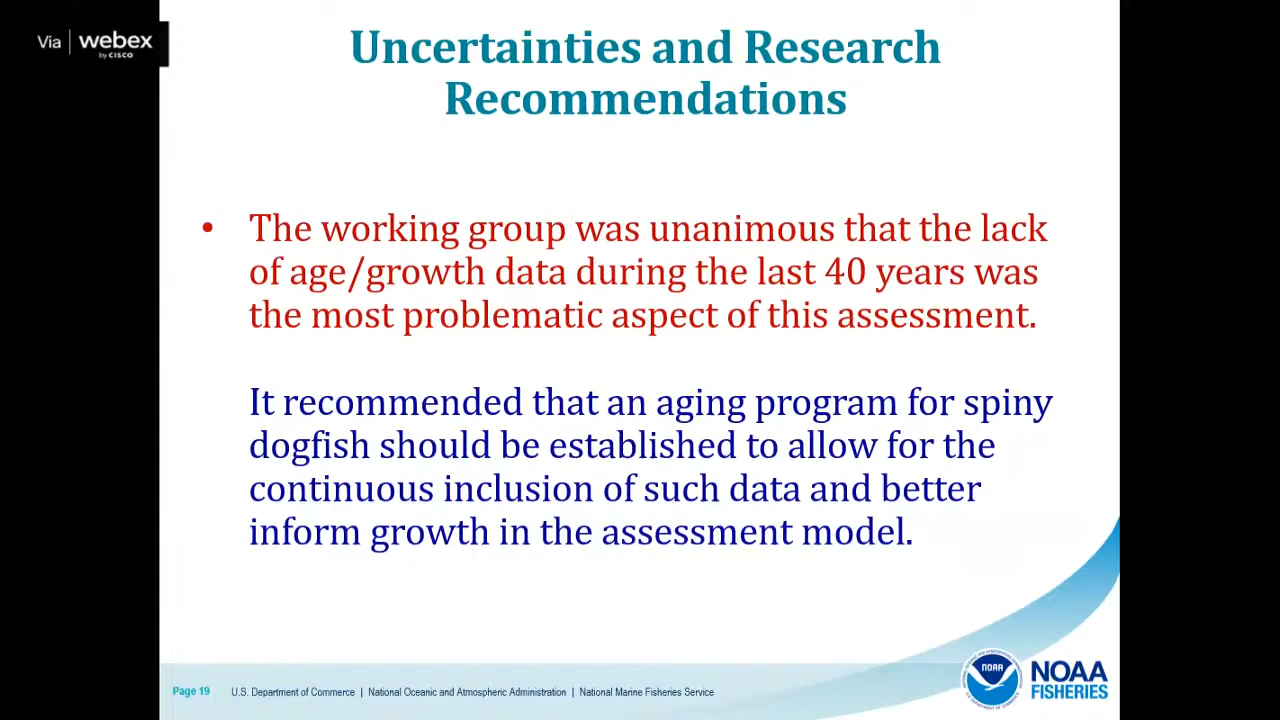 Via webex
by CISCO
Uncertainties and Research
Recommendations
• The working group was unanimous that the lack
of age/growth data during the last 40 years was
the most problematic aspect of this assessment.
It recommended that an aging program for spiny
dogfish should be established to allow for the
continuous inclusion of such data and better
inform growth in the assessment model.
Page 19 U.S. Department of Commerce | National Oceanic and Atmospheric Administration | National Marine Fisheries Service
NOAA
NOAA
FISHERIES